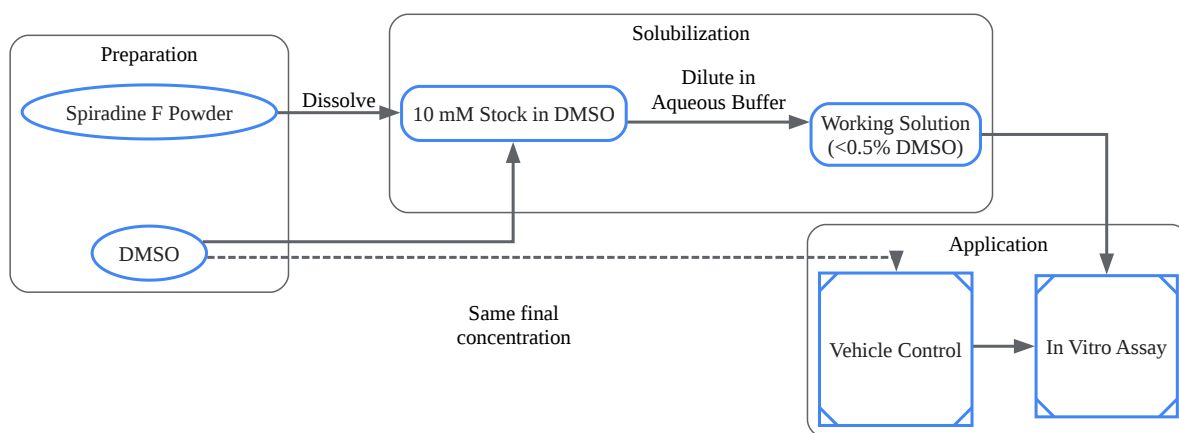 Preparation
Spiradine F Powder
DMSO
Dissolve
Solubilization
10 mM Stock in DMSO
Dilute in
Aqueous Buffer
Working Solution
(<0.5% DMSO)
Same final
concentration
Application
Vehicle Control
In Vitro Assay